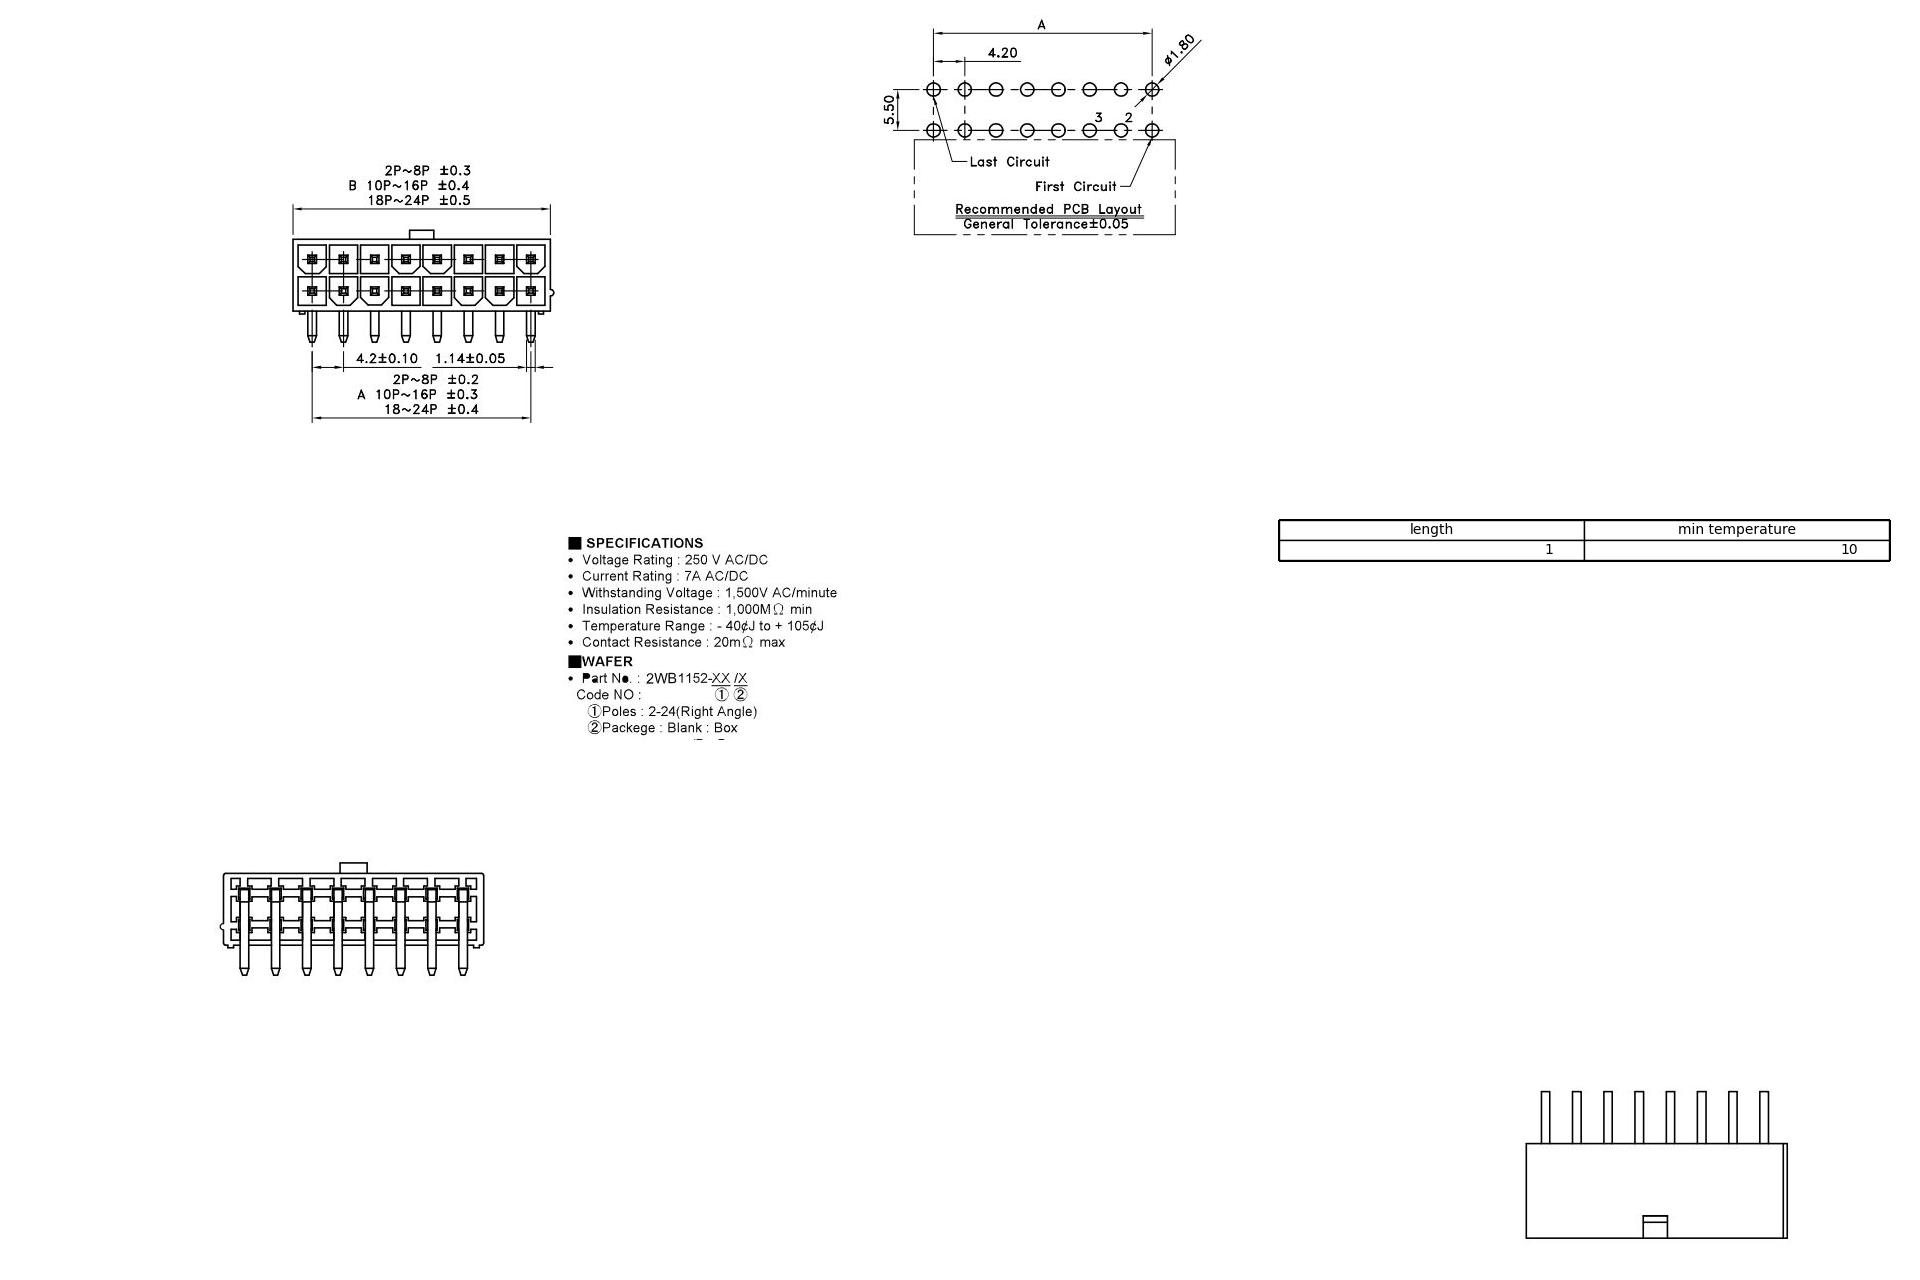 A
4.20
ø1.80
5.50
3 2
Last Circuit
First Circuit
Recommended PCB Layout
General Tolerance±0.05
2P~8P ±0.3
B 10P~16P ±0.4
18P~24P ±0.5
4.2±0.10 1.14±0.05
2P~8P ±0.2
A 10P~16P ±0.3
18~24P ±0.4
length min temperature
1 10
■ SPECIFICATIONS
• Voltage Rating : 250 V AC/DC
• Current Rating : 7A AC/DC
• Withstanding Voltage : 1,500V AC/minute
• Insulation Resistance : 1,000MΩ min
• Temperature Range : - 40¢J to + 105¢J
• Contact Resistance : 20mΩ max
■WAFER
• Part No. : 2WB1152-XX /X
Code NO : ① ②
①Poles : 2-24(Right Angle)
②Packege : Blank : Box